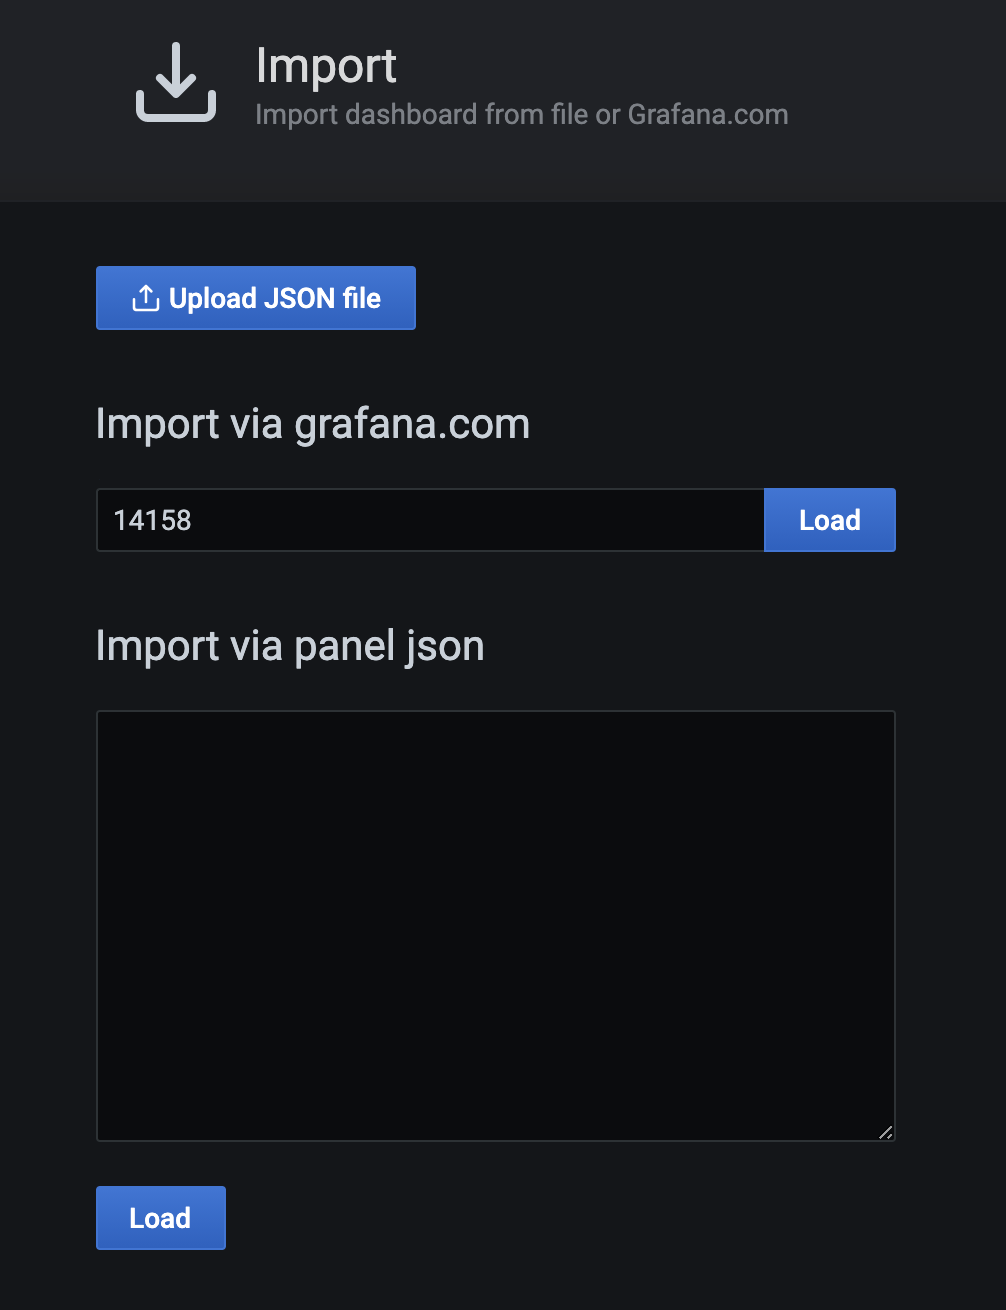 Import
Import dashboard from file or Grafana.com
Upload JSON file
Import via grafana.com
14158
Load
Import via panel json
Load